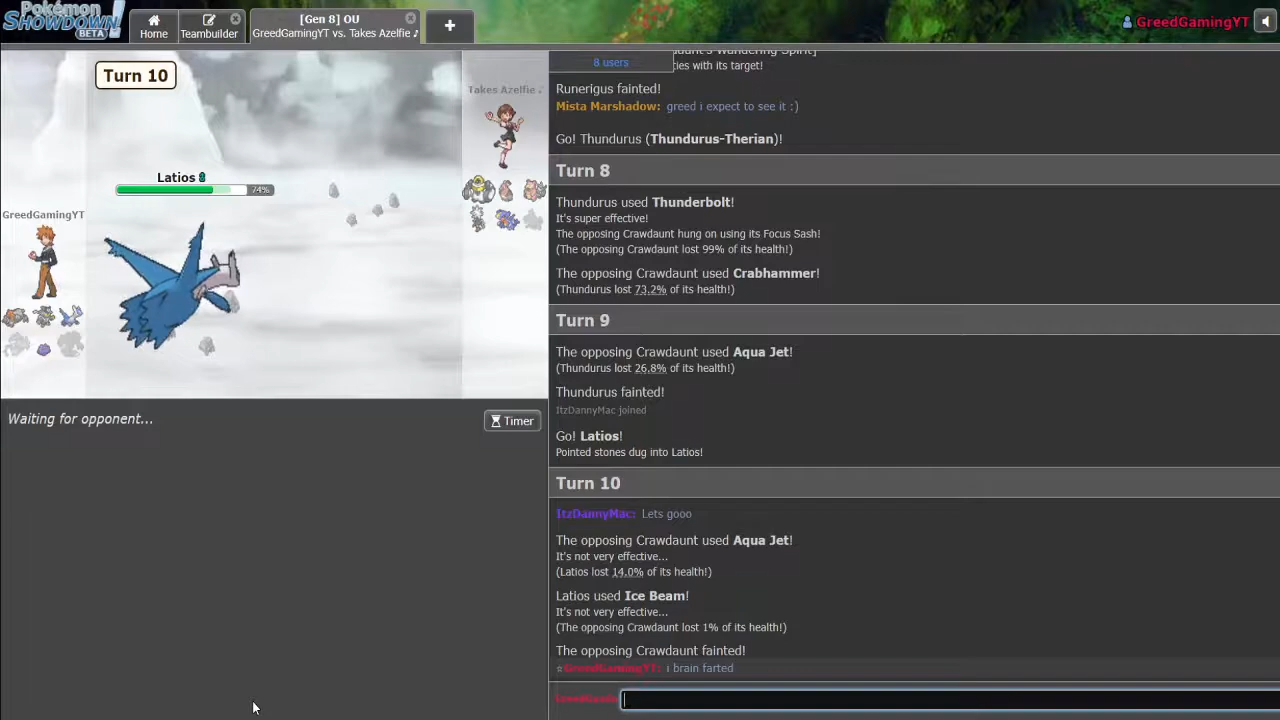 Pokémon
SHOWDOWN!
BETA
Home
Teambuilder
[Gen 8] OU
GreedGamingYT vs. Takes Azelfie ♪
+
GreedGamingYT
Turn 10
Takes Azelfie ♪
Latios
74%
GreedGamingYT
Waiting for opponent...
Timer
8 users
Wandering Spirit]
ies with its target!
Runerigus fainted!
Mista Marshadow: greed i expect to see it :)
Go! Thundurus (Thundurus-Therian)!
Turn 8
Thundurus used Thunderbolt!
It's super effective!
The opposing Crawdaunt hung on using its Focus Sash!
(The opposing Crawdaunt lost 99% of its health!)
The opposing Crawdaunt used Crabhammer!
(Thundurus lost 73.2% of its health!)
Turn 9
The opposing Crawdaunt used Aqua Jet!
(Thundurus lost 26.8% of its health!)
Thundurus fainted!
ItzDannyMac joined
Go! Latios!
Pointed stones dug into Latios!
Turn 10
ItzDannyMac: Lets gooo
The opposing Crawdaunt used Aqua Jet!
It's not very effective...
(Latios lost 14.0% of its health!)
Latios used Ice Beam!
It's not very effective...
(The opposing Crawdaunt lost 1% of its health!)
The opposing Crawdaunt fainted!
☆GreedGamingYT: i brain farted